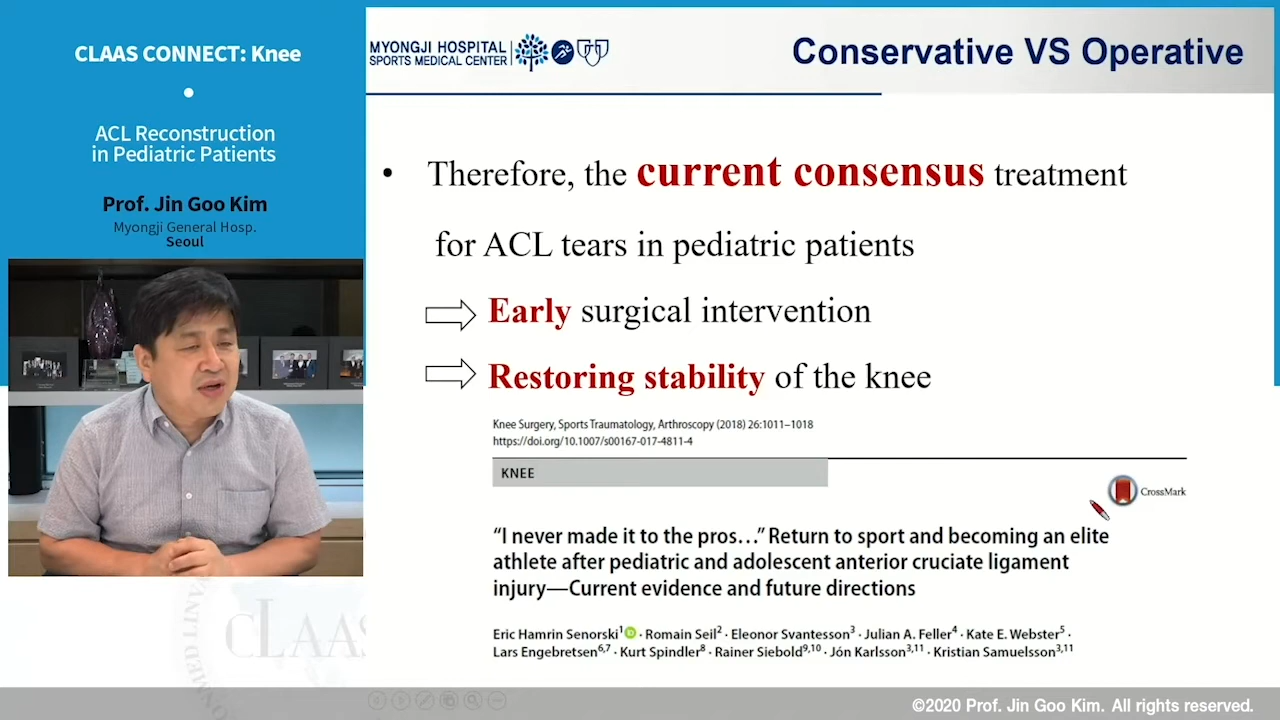 CLAAS CONNECT: Knee
ACL Reconstruction
in Pediatric Patients
Prof. Jin Goo Kim
Myongji General Hosp.
Seoul
MYONGJI HOSPITAL
SPORTS MEDICAL CENTER
Conservative VS Operative
• Therefore, the current consensus treatment
for ACL tears in pediatric patients
Early surgical intervention
Restoring stability of the knee
Knee Surgery, Sports Traumatology, Arthroscopy (2018) 26:1011–1018
https://doi.org/10.1007/s00167-017-4811-4
KNEE
CrossMark
“I never made it to the pros…” Return to sport and becoming an elite
athlete after pediatric and adolescent anterior cruciate ligament
injury—Current evidence and future directions
Eric Hamrin Senorski1 · Romain Seil2 · Eleonor Svantesson3 · Julian A. Feller4 · Kate E. Webster5 ·
Lars Engebretsen6,7 · Kurt Spindler8 · Rainer Siebold9,10 · Jón Karlsson3,11 · Kristian Samuelsson3,11
©2020 Prof. Jin Goo Kim. All rights reserved.